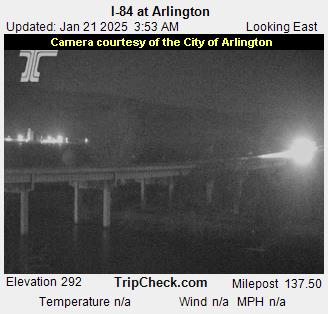 I-84 at Arlington
Updated: Jan 21 2025 3:53 AM Looking East
Camera courtesy of the City of Arlington
Elevation 292 TripCheck.com Milepost 137.50
Temperature n/a Wind n/a MPH n/a